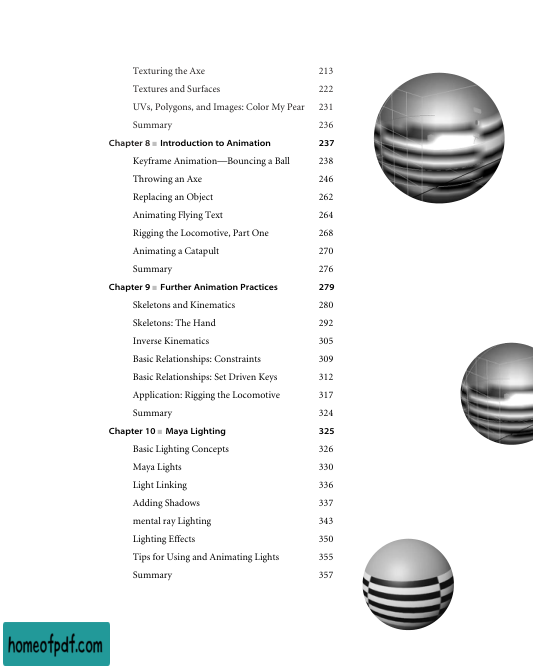 Texturing the Axe 213
Textures and Surfaces 222
UVs, Polygons, and Images: Color My Pear 231
Summary 236
Chapter 8 ■ Introduction to Animation 237
Keyframe Animation—Bouncing a Ball 238
Throwing an Axe 246
Replacing an Object 262
Animating Flying Text 264
Rigging the Locomotive, Part One 268
Animating a Catapult 270
Summary 276
Chapter 9 ■ Further Animation Practices 279
Skeletons and Kinematics 280
Skeletons: The Hand 292
Inverse Kinematics 305
Basic Relationships: Constraints 309
Basic Relationships: Set Driven Keys 312
Application: Rigging the Locomotive 317
Summary 324
Chapter 10 ■ Maya Lighting 325
Basic Lighting Concepts 326
Maya Lights 330
Light Linking 336
Adding Shadows 337
mental ray Lighting 343
Lighting Effects 350
Tips for Using and Animating Lights 355
Summary 357
homeofpdf.com